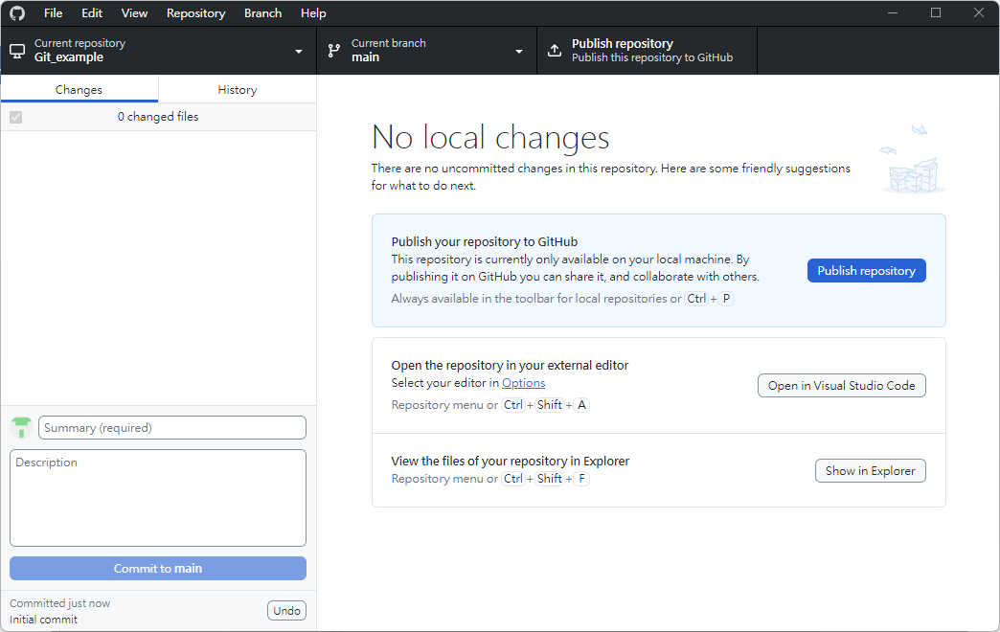 File Edit View Repository Branch Help
Current repository
Git_example
Current branch
main
Publish repository
Publish this repository to GitHub
Changes
History
0 changed files
No local changes
There are no uncommitted changes in this repository. Here are some friendly suggestions
for what to do next.
Publish your repository to GitHub
This repository is currently only available on your local machine. By
publishing it on GitHub you can share it, and collaborate with others.
Always available in the toolbar for local repositories or Ctrl + P
Publish repository
Open the repository in your external editor
Select your editor in Options
Repository menu or Ctrl + Shift + A
Open in Visual Studio Code
View the files of your repository in Explorer
Repository menu or Ctrl + Shift + F
Show in Explorer
Summary (required)
Description
Commit to main
Committed just now
Initial commit
Undo